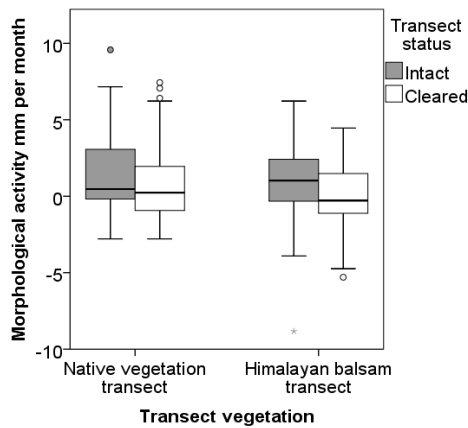 Transect
status
Intact
Cleared
Morphological activity mm per month
10
5
0
-5
-10
Native vegetation
transect
Himalayan balsam
transect
Transect vegetation